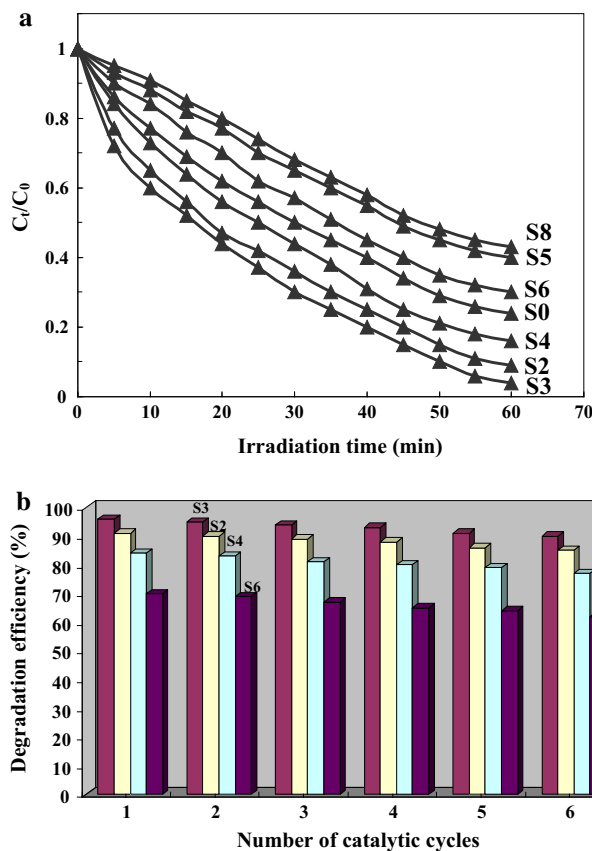 a
1
0.8
0.6
0.4
0.2
0
Ct/C0
S8
S5
S6
S0
S4
S2
S3
0 10 20 30 40 50 60 70
Irradiation time (min)
b
100
90
80
70
60
50
40
30
20
10
0
Degradation efficiency (%)
S3
S2
S4
S6
1 2 3 4 5 6
Number of catalytic cycles